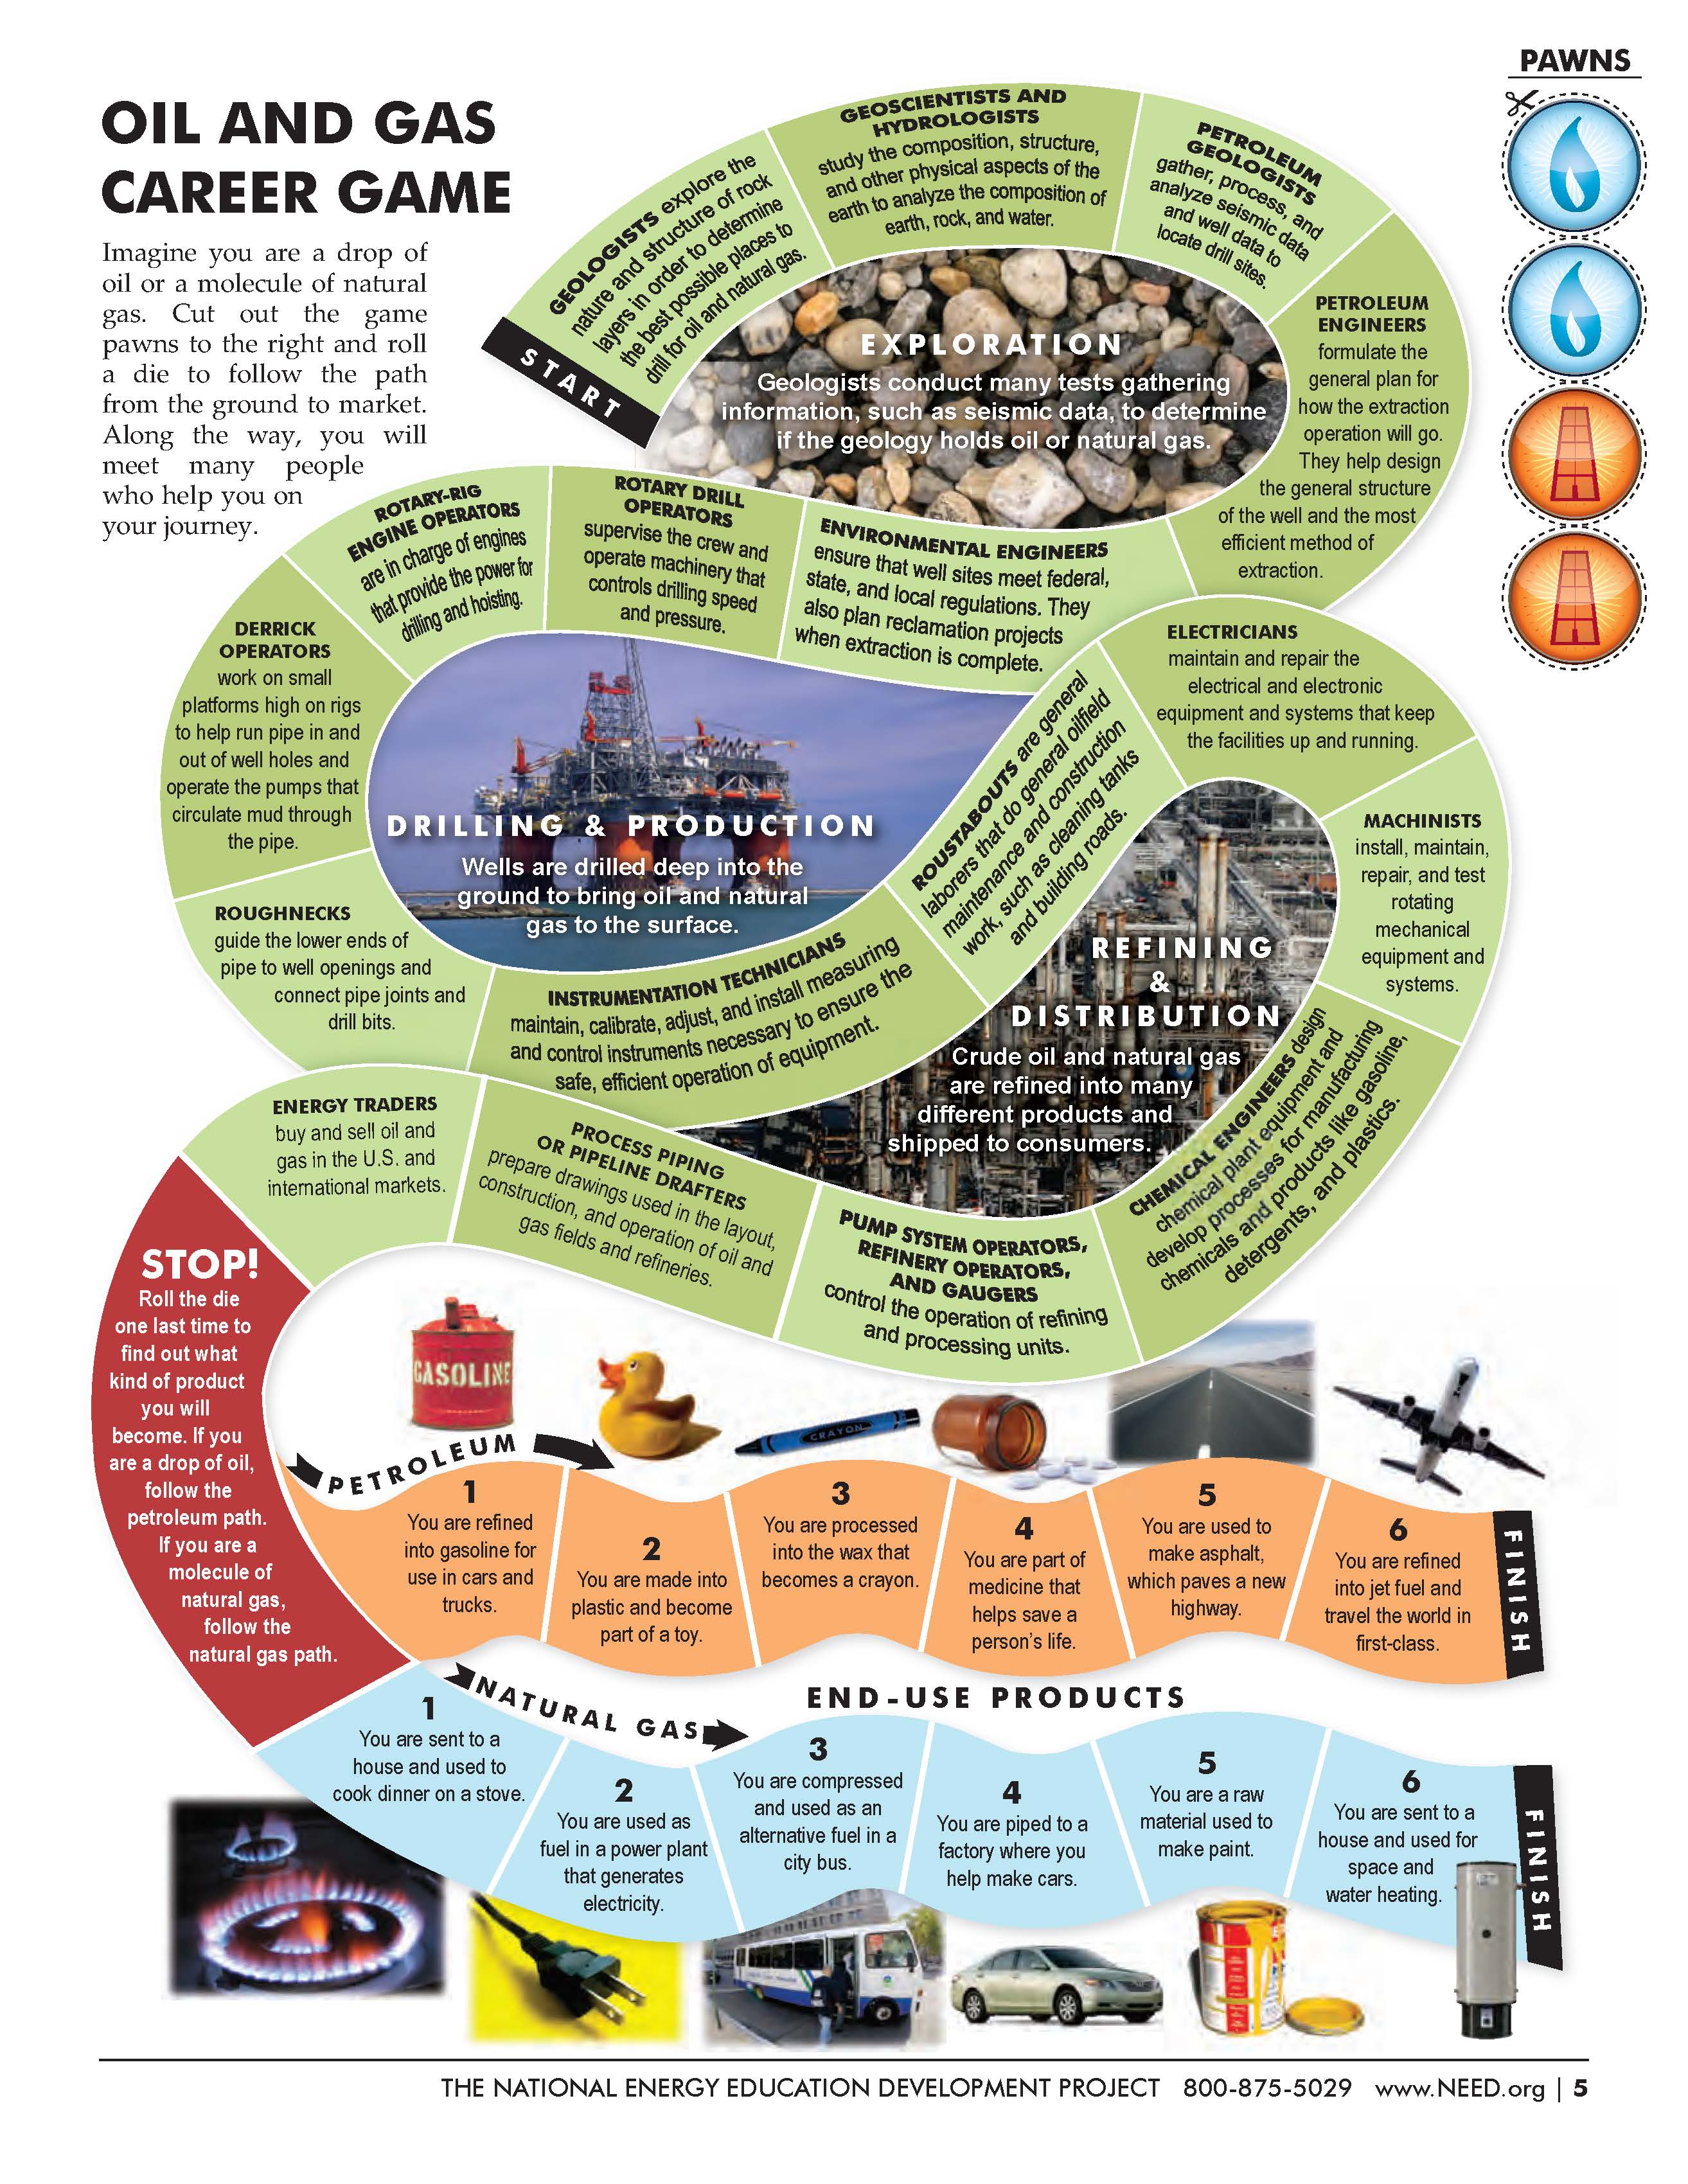 PAWNS
OIL AND GAS
CAREER GAME
Imagine you are a drop of
oil or a molecule of natural
gas. Cut out the game
pawns to the right and roll
a die to follow the path
from the ground to market.
Along the way, you will
meet many people
who help you on
your journey.
START
GEOLOGISTS explore the
nature and structure of rock
layers in order to determine
the best possible places to
drill for oil and natural gas.
GEOSCIENTISTS AND
HYDROLOGISTS
study the composition, structure,
and other physical aspects of the
earth to analyze the composition of
earth, rock, and water.
PETROLEUM
GEOLOGISTS
gather, process, and
analyze seismic data
and well data to
locate drill sites.
PETROLEUM
ENGINEERS
formulate the
general plan for
how the extraction
operation will go.
They help design
the general structure
of the well and the most
efficient method of
extraction.
EXPLORATION
Geologists conduct many tests gathering
information, such as seismic data, to determine
if the geology holds oil or natural gas.
ENVIRONMENTAL ENGINEERS
ensure that well sites meet federal,
state, and local regulations. They
also plan reclamation projects
when extraction is complete.
ROTARY DRILL
OPERATORS
supervise the crew and
operate machinery that
controls drilling speed
and pressure.
ROTARY-RIG
ENGINE OPERATORS
are in charge of engines
that provide the power for
drilling and hoisting.
DERRICK
OPERATORS
work on small
platforms high on rigs
to help run pipe in and
out of well holes and
operate the pumps that
circulate mud through
the pipe.
ROUGHNECKS
guide the lower ends of
pipe to well openings and
connect pipe joints and
drill bits.
DRILLING & PRODUCTION
Wells are drilled deep into the
ground to bring oil and natural
gas to the surface.
INSTRUMENTATION TECHNICIANS
maintain, calibrate, adjust, and install measuring
and control instruments necessary to ensure the
safe, efficient operation of equipment.
ROUSTABOUTS are general
laborers that do general oilfield
maintenance and construction
work, such as cleaning tanks
and building roads.
ELECTRICIANS
maintain and repair the
electrical and electronic
equipment and systems that keep
the facilities up and running.
MACHINISTS
install, maintain,
repair, and test
rotating
mechanical
equipment and
systems.
REFINING
&
DISTRIBUTION
Crude oil and natural gas
are refined into many
different products and
shipped to consumers.
CHEMICAL ENGINEERS design
chemical plant equipment and
develop processes for manufacturing
chemicals and products like gasoline,
detergents, and plastics.
PUMP SYSTEM OPERATORS,
REFINERY OPERATORS,
AND GAUGERS
control the operation of refining
and processing units.
PROCESS PIPING
OR PIPELINE DRAFTERS
prepare drawings used in the layout,
construction, and operation of oil and
gas fields and refineries.
ENERGY TRADERS
buy and sell oil and
gas in the U.S. and
international markets.
STOP!
Roll the die
one last time to
find out what
kind of product
you will
become. If you
are a drop of oil,
follow the
petroleum path.
If you are a
molecule of
natural gas,
follow the
natural gas path.
GASOLINE
CRAYON
PETROLEUM
1
You are refined
into gasoline for
use in cars and
trucks.
2
You are made into
plastic and become
part of a toy.
3
You are processed
into the wax that
becomes a crayon.
4
You are part of
medicine that
helps save a
person's life.
5
You are used to
make asphalt,
which paves a new
highway.
6
You are refined
into jet fuel and
travel the world in
first-class.
FINISH
END-USE PRODUCTS
NATURAL GAS
1
You are sent to a
house and used to
cook dinner on a stove.
2
You are used as
fuel in a power plant
that generates
electricity.
3
You are compressed
and used as an
alternative fuel in a
city bus.
4
You are piped to a
factory where you
help make cars.
5
You are a raw
material used to
make paint.
6
You are sent to a
house and used for
space and
water heating.
FINISH
THE NATIONAL ENERGY EDUCATION DEVELOPMENT PROJECT 800-875-5029 www.NEED.org | 5